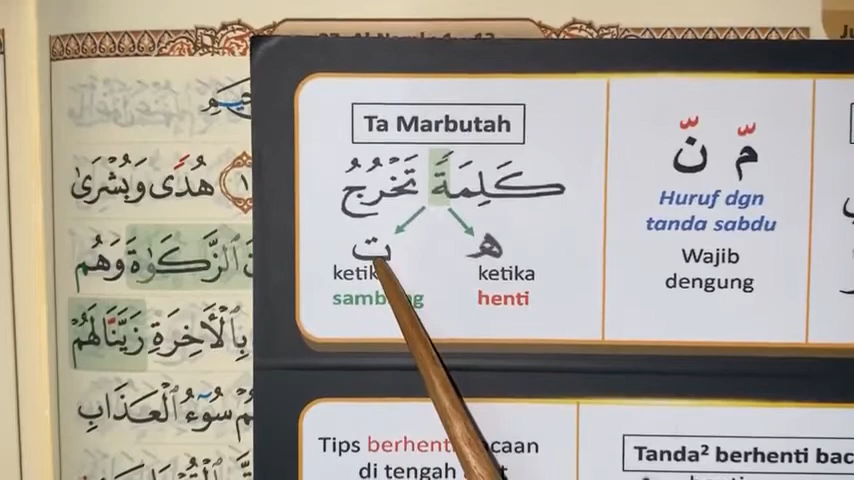 Ta Marbutah
كَلِمَةً تَخْرُجُ
ت
ه
ketika
sambung
ketika
henti
نّ مّ
Huruf dgn
tanda sabdu
Wajib
dengung
هُدًى وَبُشْرَىٰ
ٱلزَّكَوٰةَ وَهُم
بِٱلْأَخِرَةِ زَيَّنَّا لَهُمْ
سُوٓءُ ٱلْعَذَابِ
Tips berhenti bacaan
di tengah
Tanda² berhenti bac